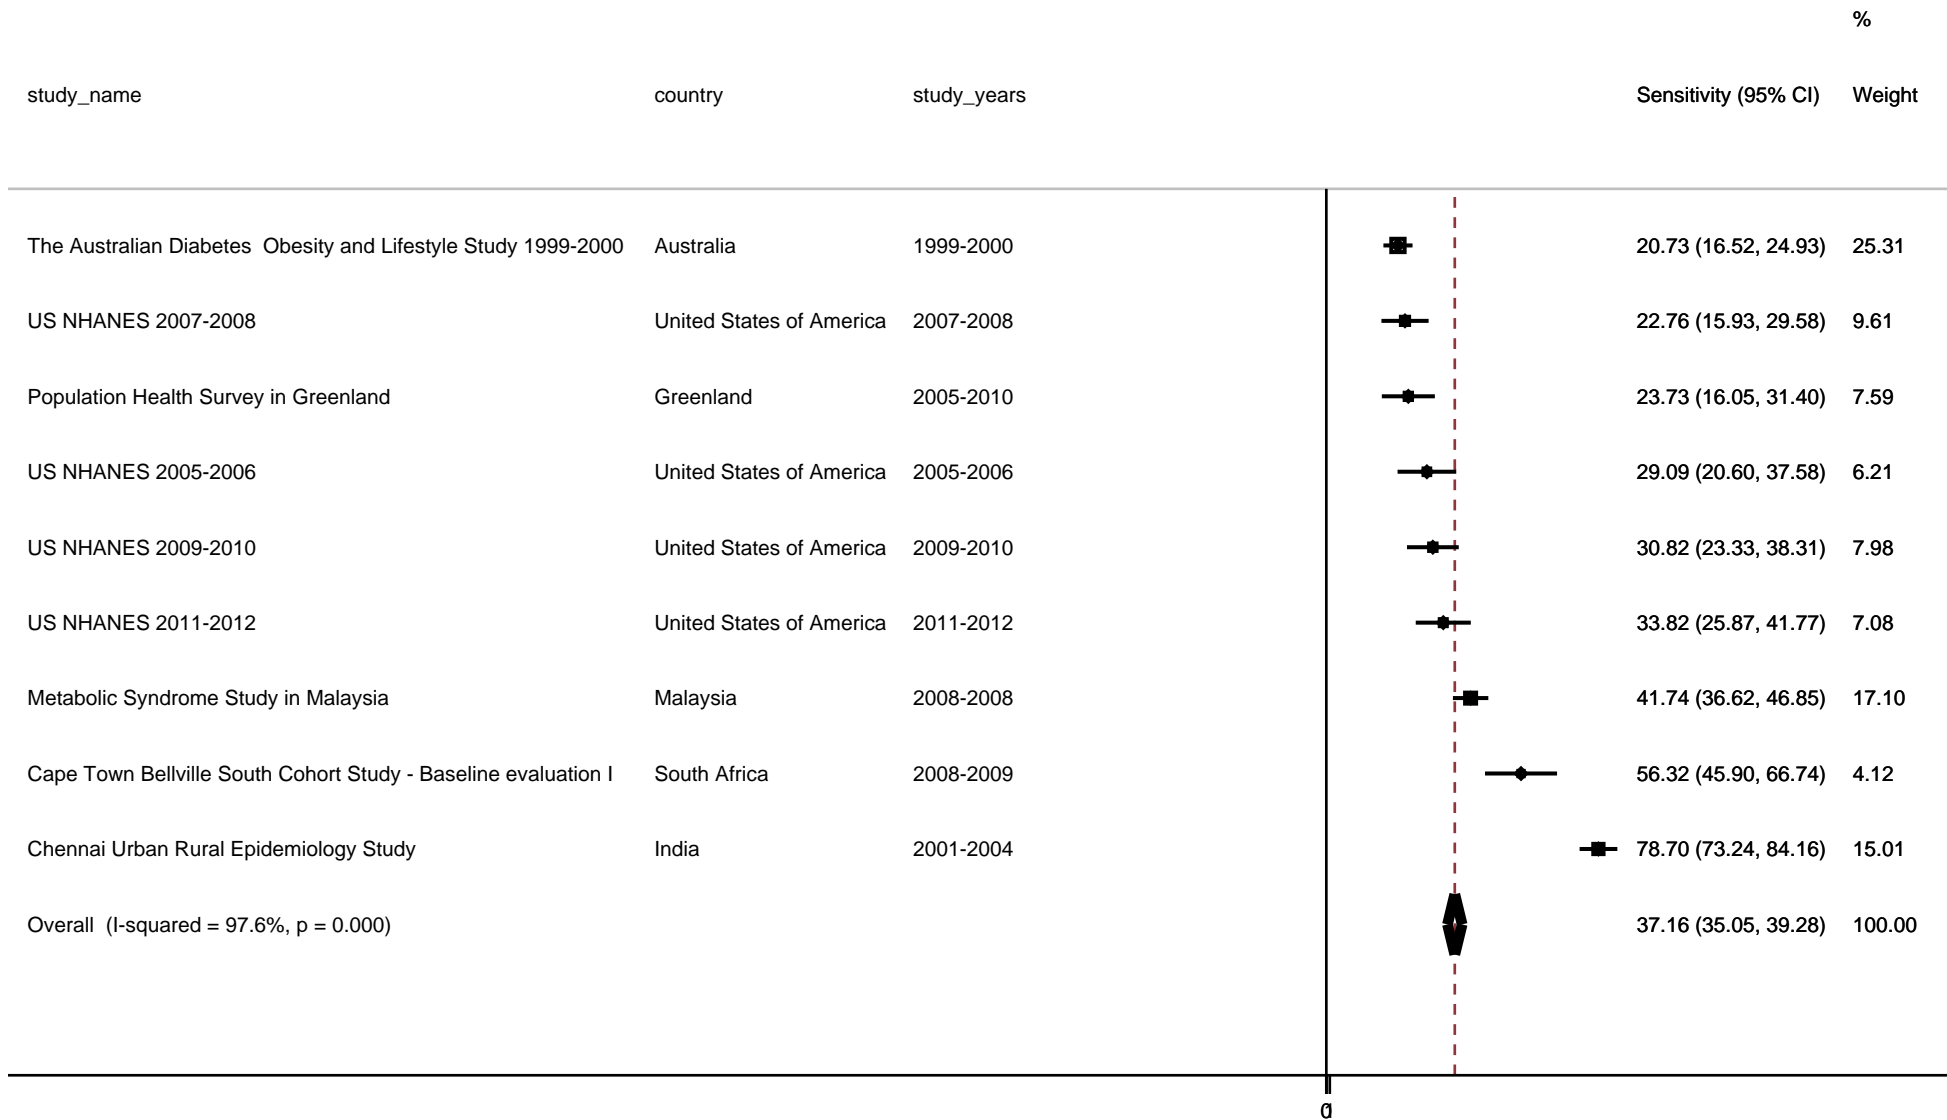 %
study_name country study_years Sensitivity (95% CI) Weight
The Australian Diabetes  Obesity and Lifestyle Study 1999-2000 Australia 1999-2000 20.73 (16.52, 24.93) 25.31
US NHANES 2007-2008 United States of America 2007-2008 22.76 (15.93, 29.58) 9.61
Population Health Survey in Greenland Greenland 2005-2010 23.73 (16.05, 31.40) 7.59
US NHANES 2005-2006 United States of America 2005-2006 29.09 (20.60, 37.58) 6.21
US NHANES 2009-2010 United States of America 2009-2010 30.82 (23.33, 38.31) 7.98
US NHANES 2011-2012 United States of America 2011-2012 33.82 (25.87, 41.77) 7.08
Metabolic Syndrome Study in Malaysia Malaysia 2008-2008 41.74 (36.62, 46.85) 17.10
Cape Town Bellville South Cohort Study - Baseline evaluation I South Africa 2008-2009 56.32 (45.90, 66.74) 4.12
Chennai Urban Rural Epidemiology Study India 2001-2004 78.70 (73.24, 84.16) 15.01
Overall  (I-squared = 97.6%, p = 0.000) 37.16 (35.05, 39.28) 100.00
0 1